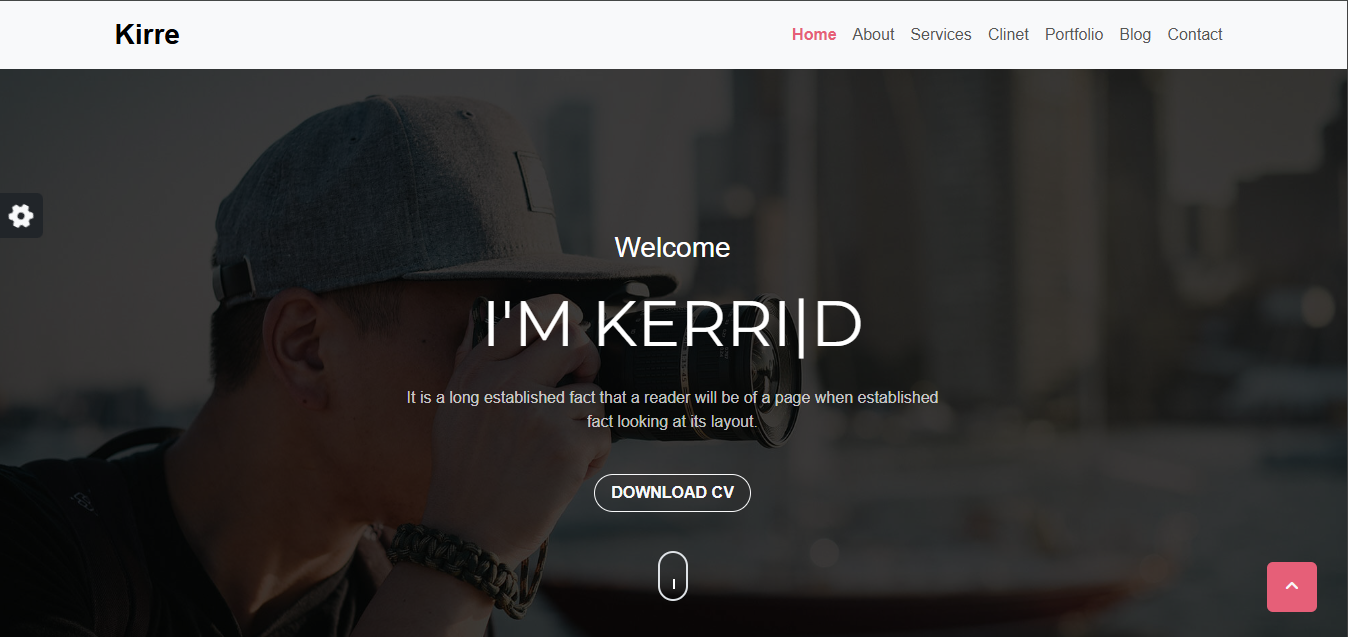 Kirre
Home About Services Clinet Portfolio Blog Contact
Welcome
I'M KERRI|D
It is a long established fact that a reader will be of a page when established
fact looking at its layout.
DOWNLOAD CV